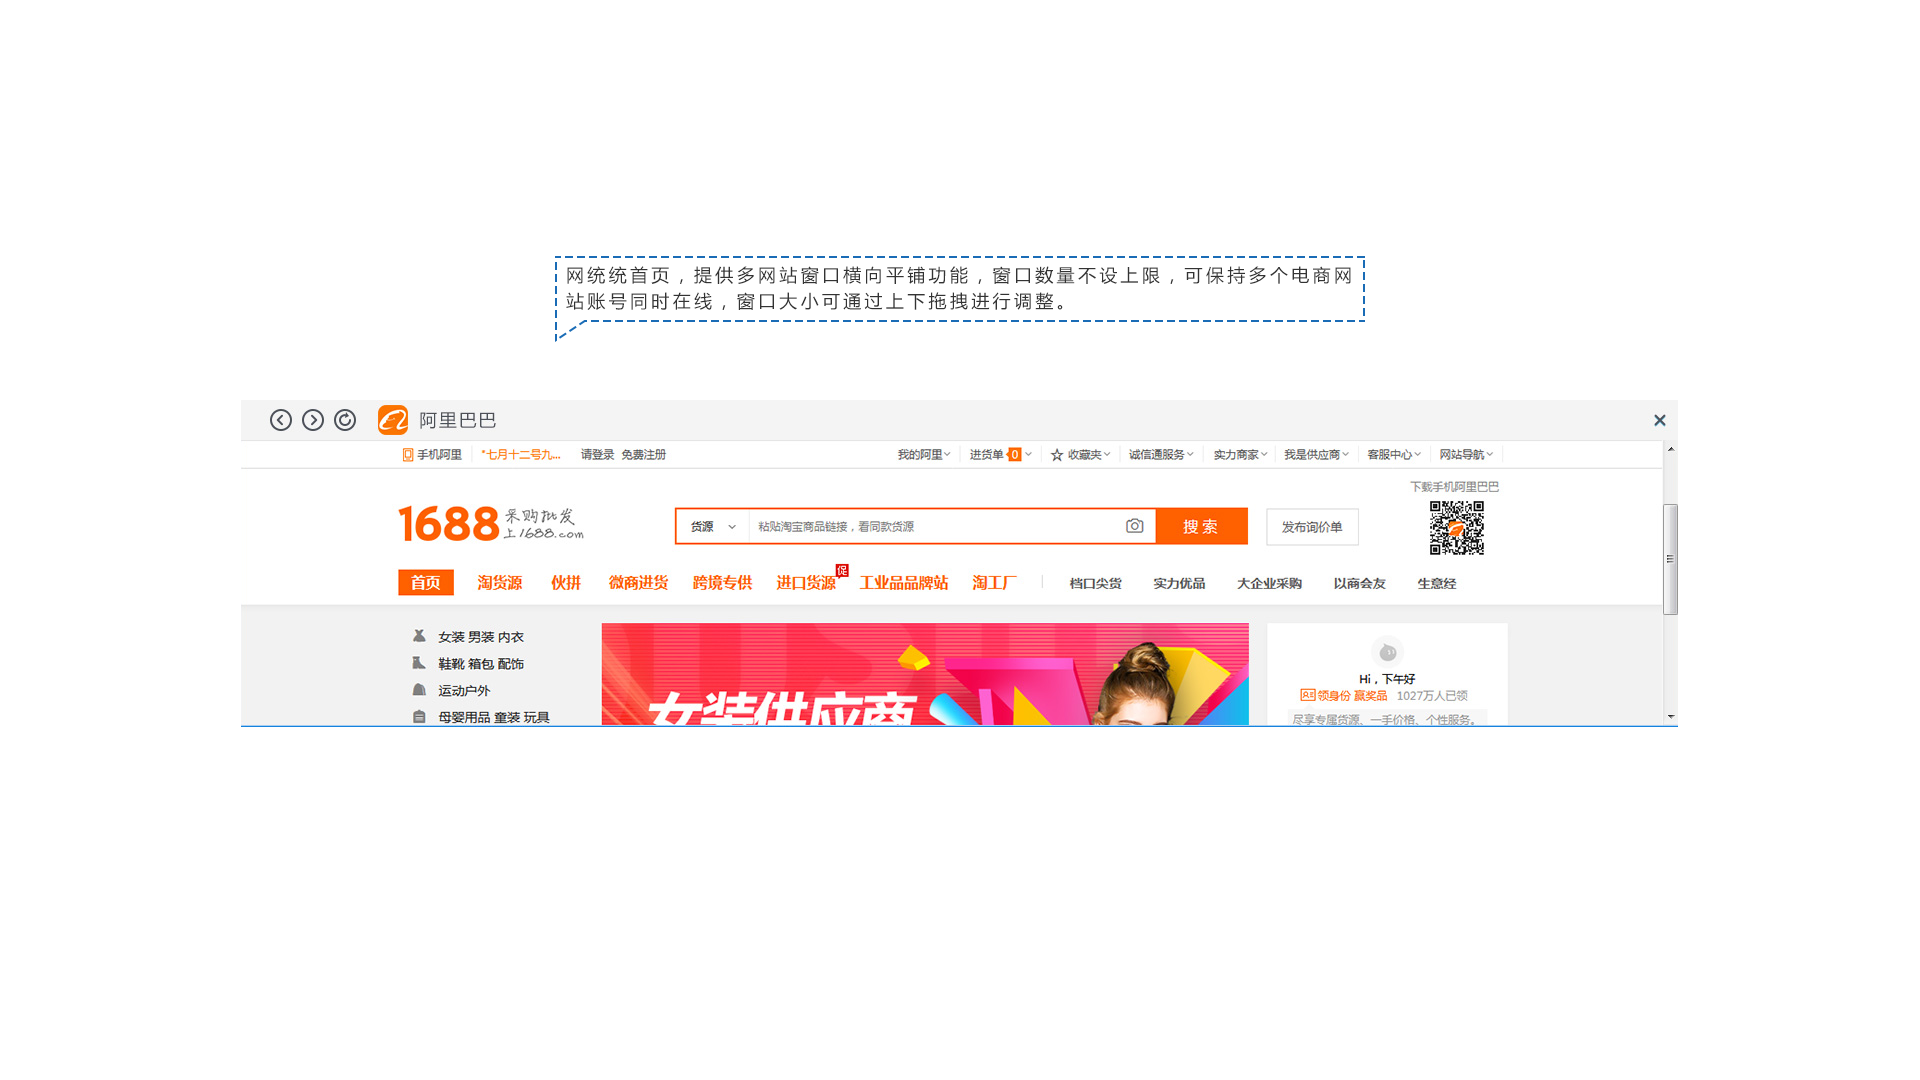 网统统首页，提供多网站窗口横向平铺功能，窗口数量不设上限，可保持多个电商网
站账号同时在线，窗口大小可通过上下拖拽进行调整。
阿里巴巴
手机阿里 "七月十二号九... 请登录 免费注册 我的阿里 进货单 0 收藏夹 诚信通服务 实力商家 我是供应商 客服中心 网站导航
下载手机阿里巴巴
1688 采购批发
上1688.com
货源 粘贴淘宝商品链接，看同款货源 搜 索 发布询价单
促
首页 淘货源 伙拼 微商进货 跨境专供 进口货源 工业品品牌站 淘工厂 档口尖货 实力优品 大企业采购 以商会友 生意经
女装 男装 内衣
鞋靴 箱包 配饰
运动户外
母婴用品 童装 玩具
女装供应商
Hi，下午好
领身份 赢奖品 1027万人已领
尽享专属货源、一手价格、个性服务。